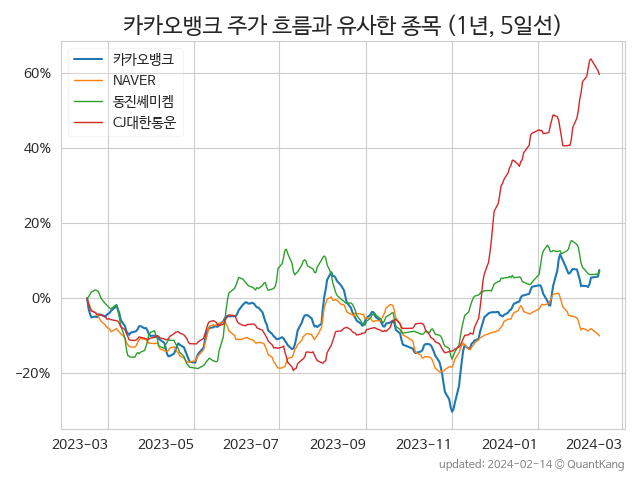 카카오뱅크 주가 흐름과 유사한 종목 (1년, 5일선)
카카오뱅크
NAVER
동진쎄미켐
CJ대한통운
60%
40%
20%
0%
−20%
2023-03 2023-05 2023-07 2023-09 2023-11 2024-01 2024-03
updated: 2024-02-14 © QuantKang